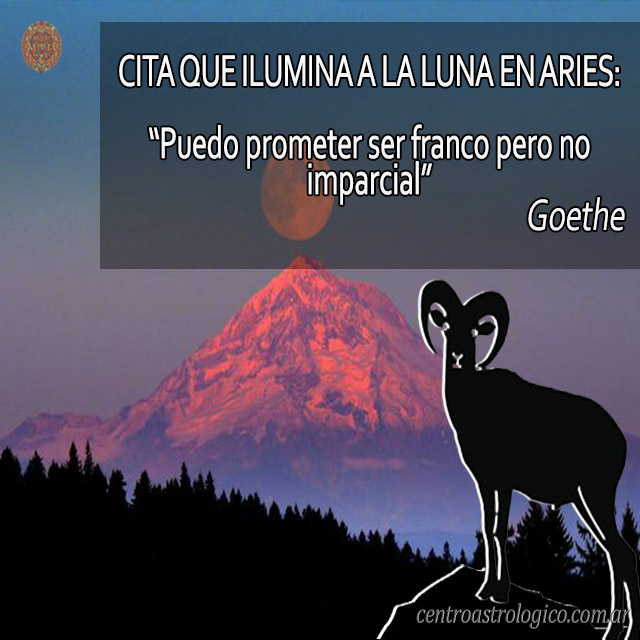 CITA QUE ILUMINA A LA LUNA EN ARIES:
“Puedo prometer ser franco pero no
imparcial”
Goethe
centroastrologico.com.ar